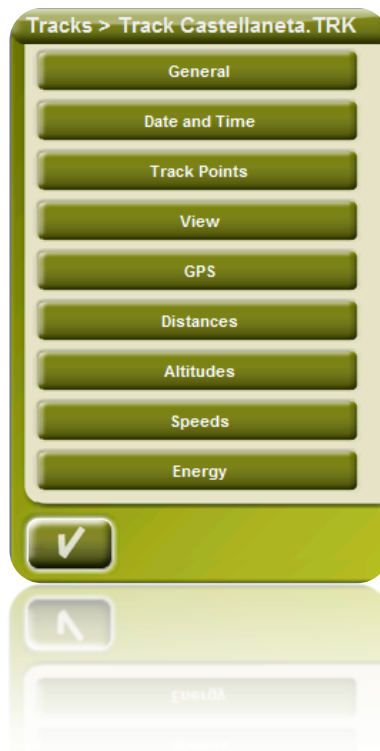 Tracks > Track Castellaneta.TRK
General
Date and Time
Track Points
View
GPS
Distances
Altitudes
Speeds
Energy